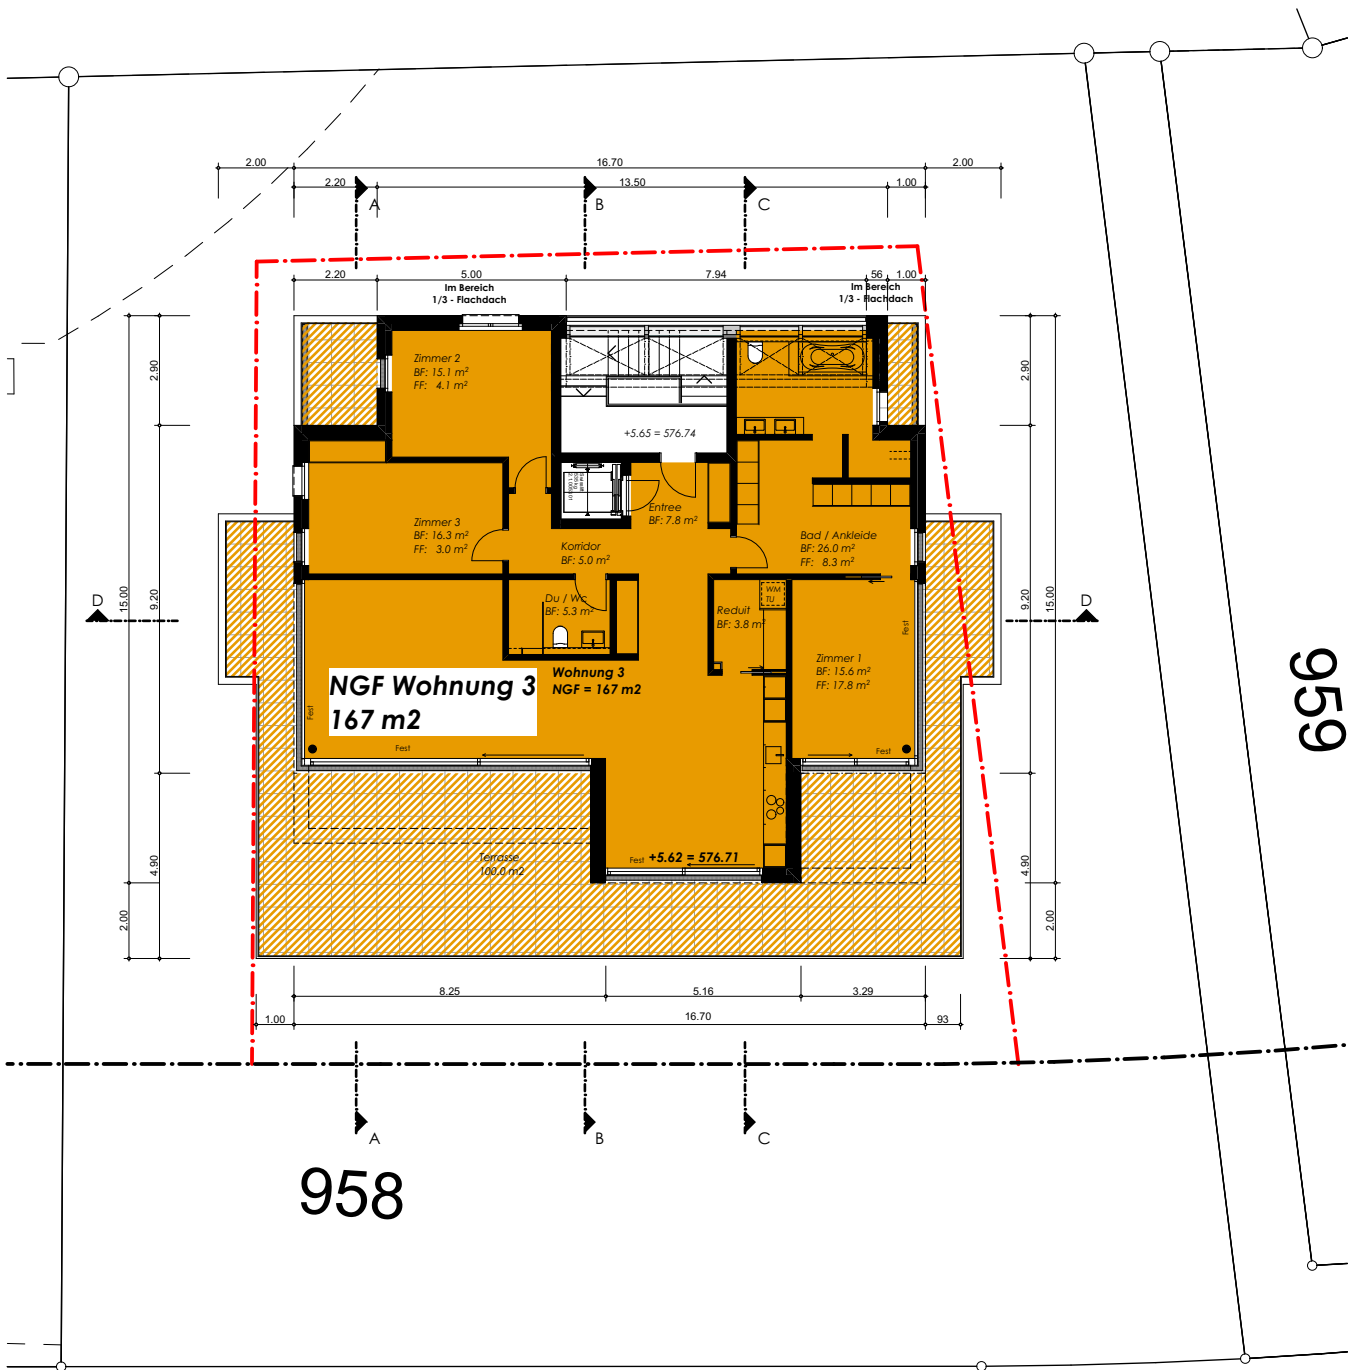 2.00
16.70
2.00
2.20
13.50
1.00
A
B
C
2.20
5.00
7.94
56
1.00
Im Bereich
1/3 - Flachdach
Im Bereich
1/3 - Flachdach
2.90
2.90
Zimmer 2
BF: 15.1 m²
FF: 4.1 m²
+5.65 = 576.74
Zimmer 3
BF: 16.3 m²
FF: 3.0 m²
Entree
BF: 7.8 m²
Korridor
BF: 5.0 m²
Bad / Ankleide
BF: 26.0 m²
FF: 8.3 m²
15.00
9.20
9.20
15.00
D
D
Du / Wc
BF: 5.3 m²
WM
TU
Reduit
BF: 3.8 m²
Fest
Zimmer 1
BF: 15.6 m²
FF: 17.8 m²
NGF Wohnung 3
167 m2
Wohnung 3
NGF = 167 m2
Fest
Fest
Fest
959
Terrasse
100.0 m2
Fest
+5.62 = 576.71
4.90
4.90
2.00
2.00
8.25
5.16
3.29
1.00
16.70
93
A
B
C
958